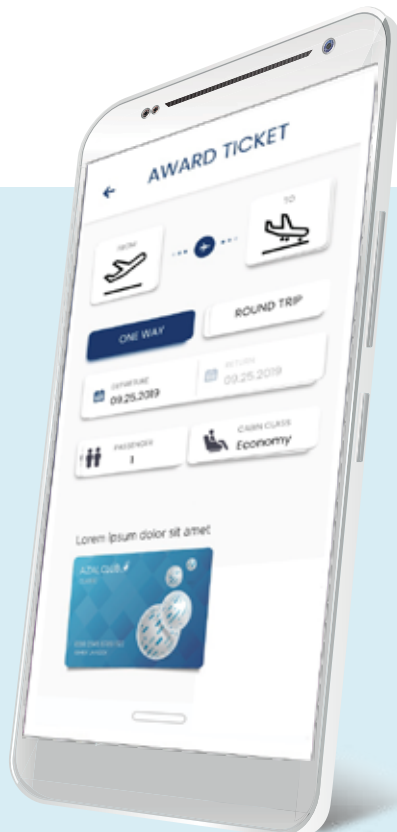 AWARD TICKET
FROM
TO
ONE WAY
ROUND TRIP
DEPARTURE
09.25.2019
RETURN
09.25.2019
PASSENGER
1
CABIN CLASS
Economy
Lorem ipsum dolor sit amet
AZAL CLUB